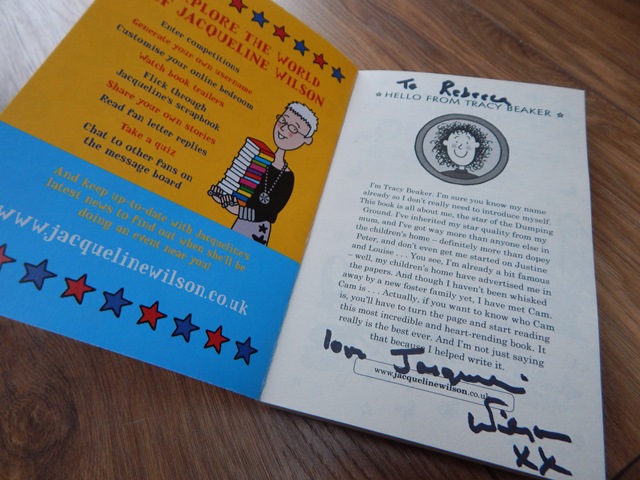 EXPLORE THE WORLD
OF JACQUELINE WILSON
Enter competitions
Generate your own username
Customise your online bedroom
Watch book trailers
Flick through
Jacqueline's scrapbook
Share your own stories
Read fan letter replies
Take a quiz
Chat to other fans on
the message board
And keep up-to-date with Jacqueline's
latest news to find out when she'll be
doing an event near you!
www.jacquelinewilson.co.uk
To Rebecca
HELLO FROM TRACY BEAKER
I'm Tracy Beaker. I'm sure you know my name
already so I don't really need to introduce myself.
This book is all about me, the star of the Dumping
Ground. I've inherited my star quality from my
mum, and I've got way more than anyone else in
the children's home – definitely more than dopey
Peter, and don't even get me started on Justine
and Louise . . . You see, I'm already a bit famous
– well, my children's home have advertised me in
the papers. And though I haven't been whisked
away by a new foster family yet, I have met Cam.
Cam is . . . Actually, if you want to know who Cam
is, you'll have to turn the page and start reading
this most incredible and heart-rending book. It
really is the best ever. And I'm not just saying
that because I helped write it.
love Jacqueline
www.jacquelinewilson.co.uk
Wilson
xx